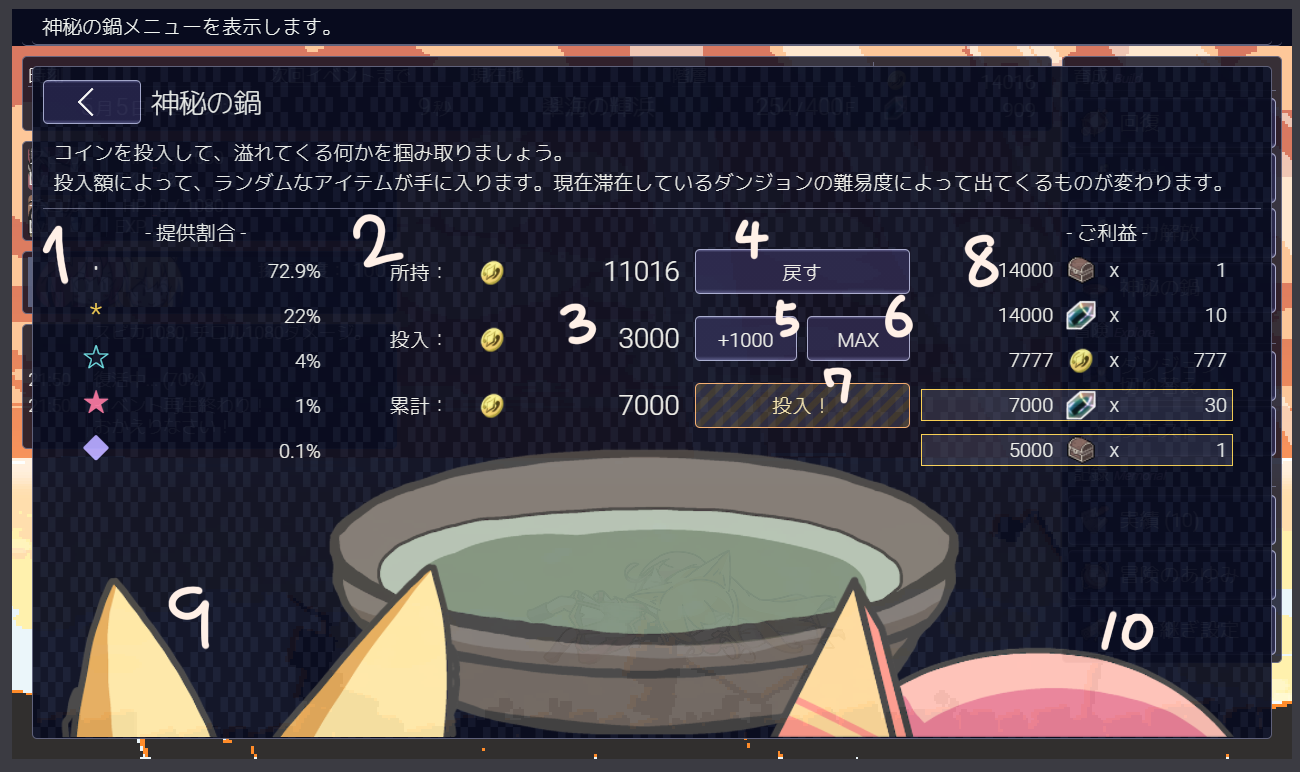 神秘の鍋メニューを表示します。
神秘の鍋
コインを投入して、溢れてくる何かを掴み取りましょう。
投入額によって、ランダムなアイテムが手に入ります。現在滞在しているダンジョンの難易度によって出てくるものが変わります。
1
- 提供割合 -
72.9%
22%
4%
1%
0.1%
2
所持： 11016
4
戻す
投入： 3 3000
+1000 5
MAX 6
累計： 7000
7
投入！
8
- ご利益 -
14000 x 1
14000 x 10
7777 x 777
7000 x 30
5000 x 1
9
10